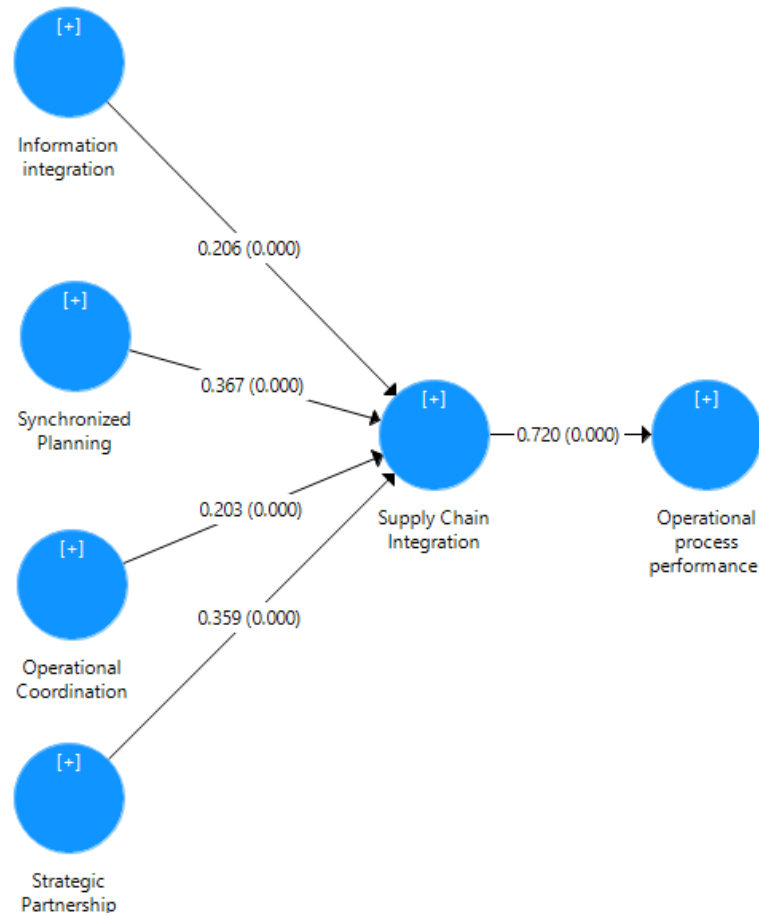 [+]
Information
integration
0.206 (0.000)
[+]
Synchronized
Planning
0.367 (0.000)
[+]
Supply Chain
Integration
0.720 (0.000)
[+]
Operational
process
performance
0.203 (0.000)
[+]
Operational
Coordination
0.359 (0.000)
[+]
Strategic
Partnership